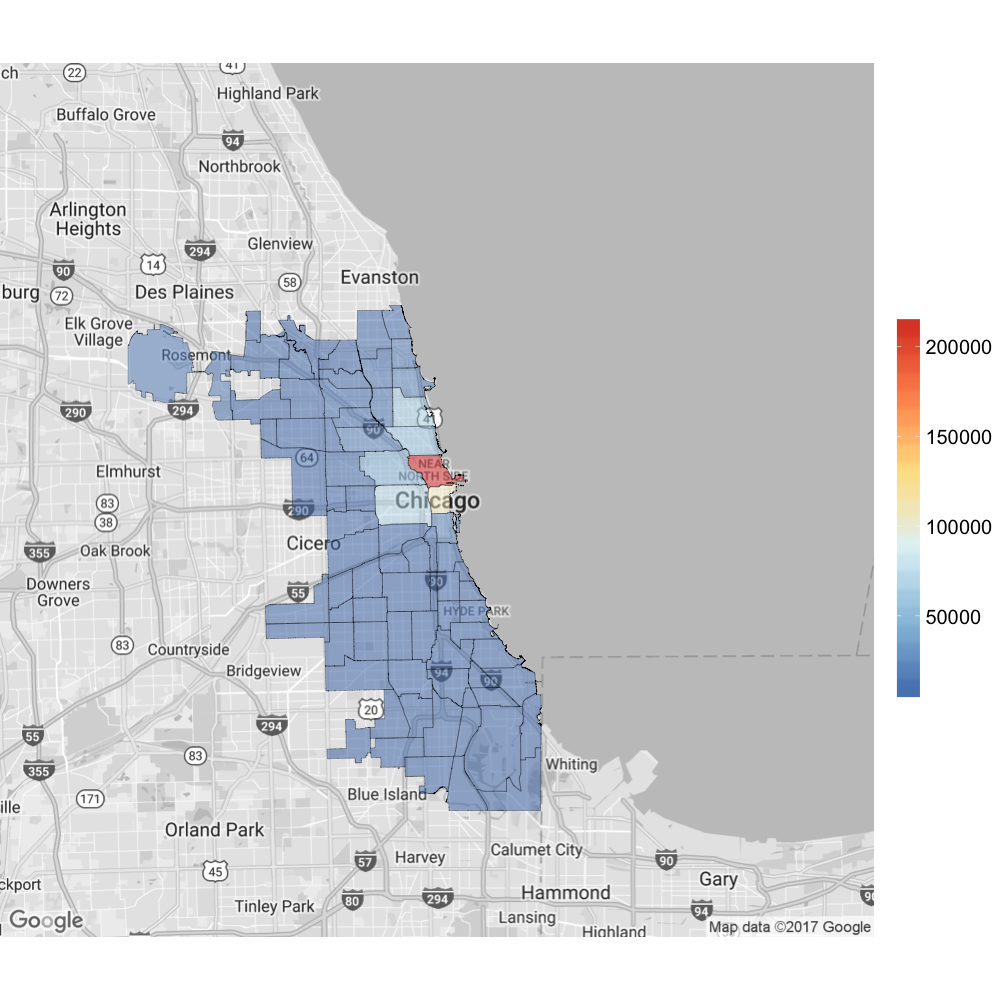 ch
22
41
Highland Park
Buffalo Grove
94
Northbrook
Arlington
Heights
Glenview
294
90
14
58
Evanston
burg
72
Des Plaines
Elk Grove
Village
Rosemont
290
294
4
90
64
NEAR
NORTH SIDE
Elmhurst
Chicago
83
290
38
355
Oak Brook
Cicero
Downers
Grove
55
90
HYDE PARK
83
Countryside
Bridgeview
94
90
20
294
55
83
355
Whiting
171
Blue Island
ille
Orland Park
45
57
Harvey
Calumet City
90
Gary
ckport
Tinley Park
80
294
Hammond
94
90
Lansing
Highland
Google
Map data ©2017 Google
200000
150000
100000
50000